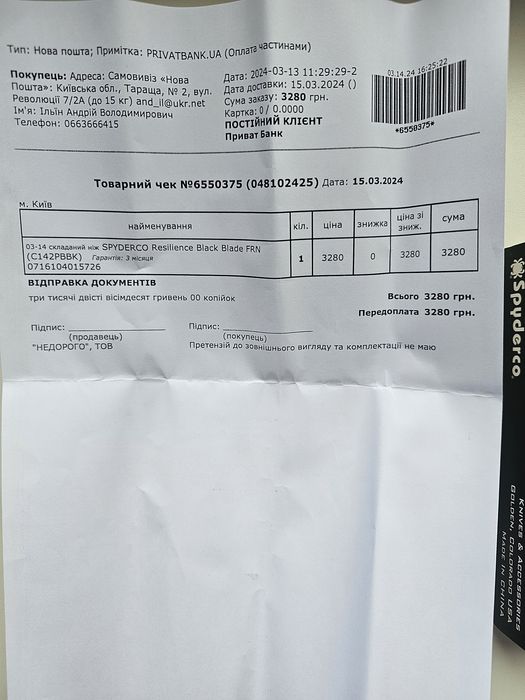 Тип: Нова пошта; Примітка: PRIVATBANK.UA (Оплата частинами)
Покупець: Адреса: Самовивіз «Нова
Пошта»: Київська обл., Тараща, № 2, вул.
Революції 7/2А (до 15 кг) and_il@ukr.net
Ім'я: Ільїн Андрій Володимирович
Телефон: 0663666415
Дата: 2024-03-13 11:29:29-2
Дата доставки: 15.03.2024 ()
Сума заказу: 3280 грн.
Картка: 0/ 0.0000
ПОСТІЙНИЙ КЛІЄНТ
Приват Банк
03.14.24 16:25:22
*6550375*
Товарний чек №6550375 (048102425) Дата: 15.03.2024
м. Київ
найменування кіл. ціна знижка ціна зі зниж. сума
03-14 складаний ніж SPYDERCO Resilience Black Blade FRN
(C142PBBK) Гарантія: 3 місяця
0716104015726
1 3280 0 3280 3280
ВІДПРАВКА ДОКУМЕНТІВ
три тисячі двісті вісімдесят гривень 00 копійок
Всього 3280 грн.
Передоплата 3280 грн.
Підпис: ____________________
(продавець)
"НЕДОРОГО", ТОВ
Підпис: ____________________
(покупець)
Претензій до зовнішнього вигляду та комплектації не маю
Spyderco
KNIVES & ACCESSORIES
GOLDEN, COLORADO USA
MADE IN CHINA